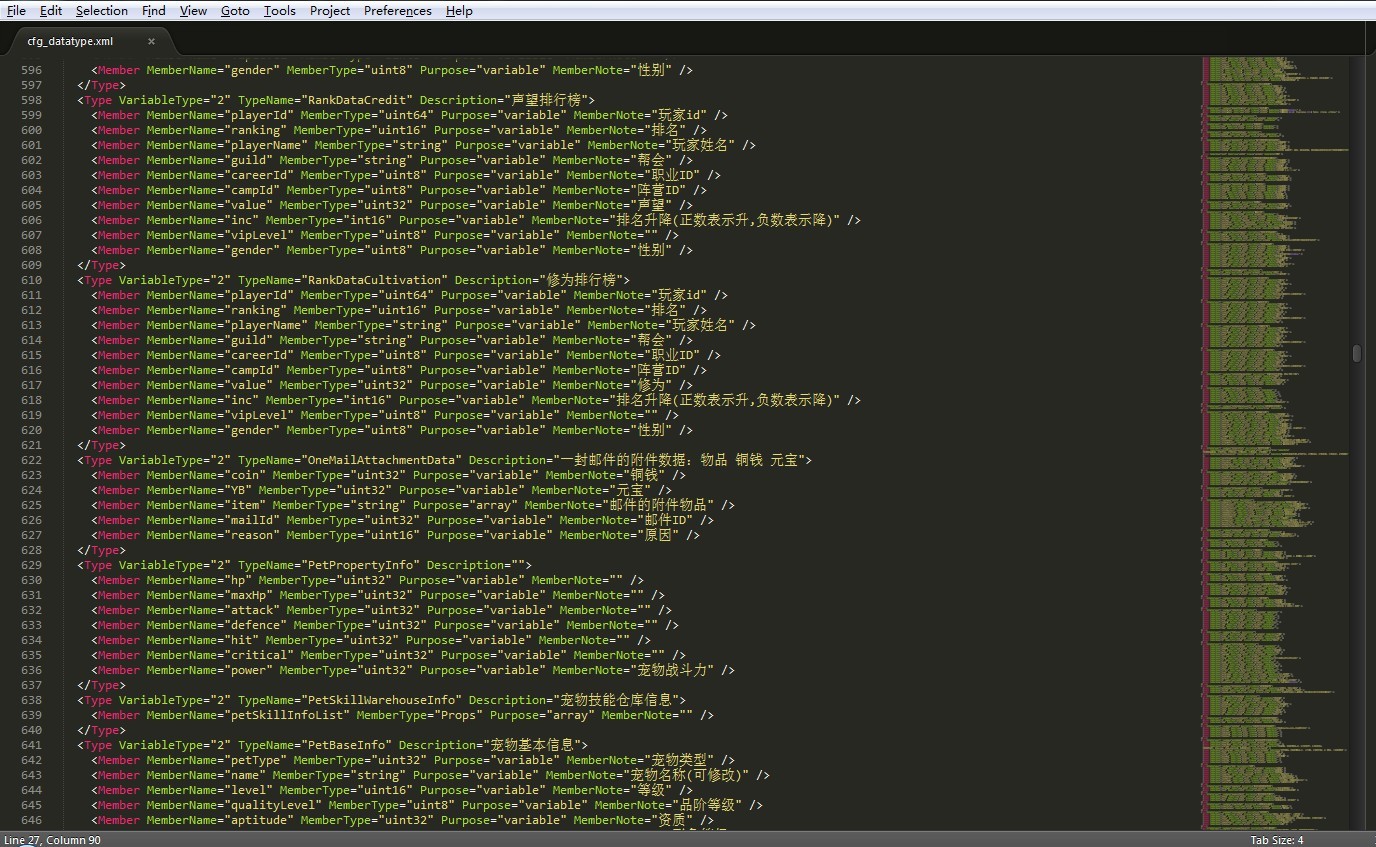 File Edit Selection Find View Goto Tools Project Preferences Help
cfg_datatype.xml ×
596 <Member MemberName="gender" MemberType="uint8" Purpose="variable" MemberNote="性别" />
597 </Type>
598 <Type VariableType="2" TypeName="RankDataCredit" Description="声望排行榜">
599 <Member MemberName="playerId" MemberType="uint64" Purpose="variable" MemberNote="玩家id" />
600 <Member MemberName="ranking" MemberType="uint16" Purpose="variable" MemberNote="排名" />
601 <Member MemberName="playerName" MemberType="string" Purpose="variable" MemberNote="玩家姓名" />
602 <Member MemberName="guild" MemberType="string" Purpose="variable" MemberNote="帮会" />
603 <Member MemberName="careerId" MemberType="uint8" Purpose="variable" MemberNote="职业ID" />
604 <Member MemberName="campId" MemberType="uint8" Purpose="variable" MemberNote="阵营ID" />
605 <Member MemberName="value" MemberType="uint32" Purpose="variable" MemberNote="声望" />
606 <Member MemberName="inc" MemberType="int16" Purpose="variable" MemberNote="排名升降(正数表示升,负数表示降)" />
607 <Member MemberName="vipLevel" MemberType="uint8" Purpose="variable" MemberNote="" />
608 <Member MemberName="gender" MemberType="uint8" Purpose="variable" MemberNote="性别" />
609 </Type>
610 <Type VariableType="2" TypeName="RankDataCultivation" Description="修为排行榜">
611 <Member MemberName="playerId" MemberType="uint64" Purpose="variable" MemberNote="玩家id" />
612 <Member MemberName="ranking" MemberType="uint16" Purpose="variable" MemberNote="排名" />
613 <Member MemberName="playerName" MemberType="string" Purpose="variable" MemberNote="玩家姓名" />
614 <Member MemberName="guild" MemberType="string" Purpose="variable" MemberNote="帮会" />
615 <Member MemberName="careerId" MemberType="uint8" Purpose="variable" MemberNote="职业ID" />
616 <Member MemberName="campId" MemberType="uint8" Purpose="variable" MemberNote="阵营ID" />
617 <Member MemberName="value" MemberType="uint32" Purpose="variable" MemberNote="修为" />
618 <Member MemberName="inc" MemberType="int16" Purpose="variable" MemberNote="排名升降(正数表示升,负数表示降)" />
619 <Member MemberName="vipLevel" MemberType="uint8" Purpose="variable" MemberNote="" />
620 <Member MemberName="gender" MemberType="uint8" Purpose="variable" MemberNote="性别" />
621 </Type>
622 <Type VariableType="2" TypeName="OneMailAttachmentData" Description="一封邮件的附件数据：物品 铜钱 元宝">
623 <Member MemberName="coin" MemberType="uint32" Purpose="variable" MemberNote="铜钱" />
624 <Member MemberName="YB" MemberType="uint32" Purpose="variable" MemberNote="元宝" />
625 <Member MemberName="item" MemberType="string" Purpose="array" MemberNote="邮件的附件物品" />
626 <Member MemberName="mailId" MemberType="uint32" Purpose="variable" MemberNote="邮件ID" />
627 <Member MemberName="reason" MemberType="uint16" Purpose="variable" MemberNote="原因" />
628 </Type>
629 <Type VariableType="2" TypeName="PetPropertyInfo" Description="">
630 <Member MemberName="hp" MemberType="uint32" Purpose="variable" MemberNote="" />
631 <Member MemberName="maxHp" MemberType="uint32" Purpose="variable" MemberNote="" />
632 <Member MemberName="attack" MemberType="uint32" Purpose="variable" MemberNote="" />
633 <Member MemberName="defence" MemberType="uint32" Purpose="variable" MemberNote="" />
634 <Member MemberName="hit" MemberType="uint32" Purpose="variable" MemberNote="" />
635 <Member MemberName="critical" MemberType="uint32" Purpose="variable" MemberNote="" />
636 <Member MemberName="power" MemberType="uint32" Purpose="variable" MemberNote="宠物战斗力" />
637 </Type>
638 <Type VariableType="2" TypeName="PetSkillWarehouseInfo" Description="宠物技能仓库信息">
639 <Member MemberName="petSkillInfoList" MemberType="Props" Purpose="array" MemberNote="" />
640 </Type>
641 <Type VariableType="2" TypeName="PetBaseInfo" Description="宠物基本信息">
642 <Member MemberName="petType" MemberType="uint32" Purpose="variable" MemberNote="宠物类型" />
643 <Member MemberName="name" MemberType="string" Purpose="variable" MemberNote="宠物名称(可修改)" />
644 <Member MemberName="level" MemberType="uint16" Purpose="variable" MemberNote="等级" />
645 <Member MemberName="qualityLevel" MemberType="uint8" Purpose="variable" MemberNote="品阶等级" />
646 <Member MemberName="aptitude" MemberType="uint32" Purpose="variable" MemberNote="资质" />
Line 27, Column 90 Tab Size: 4